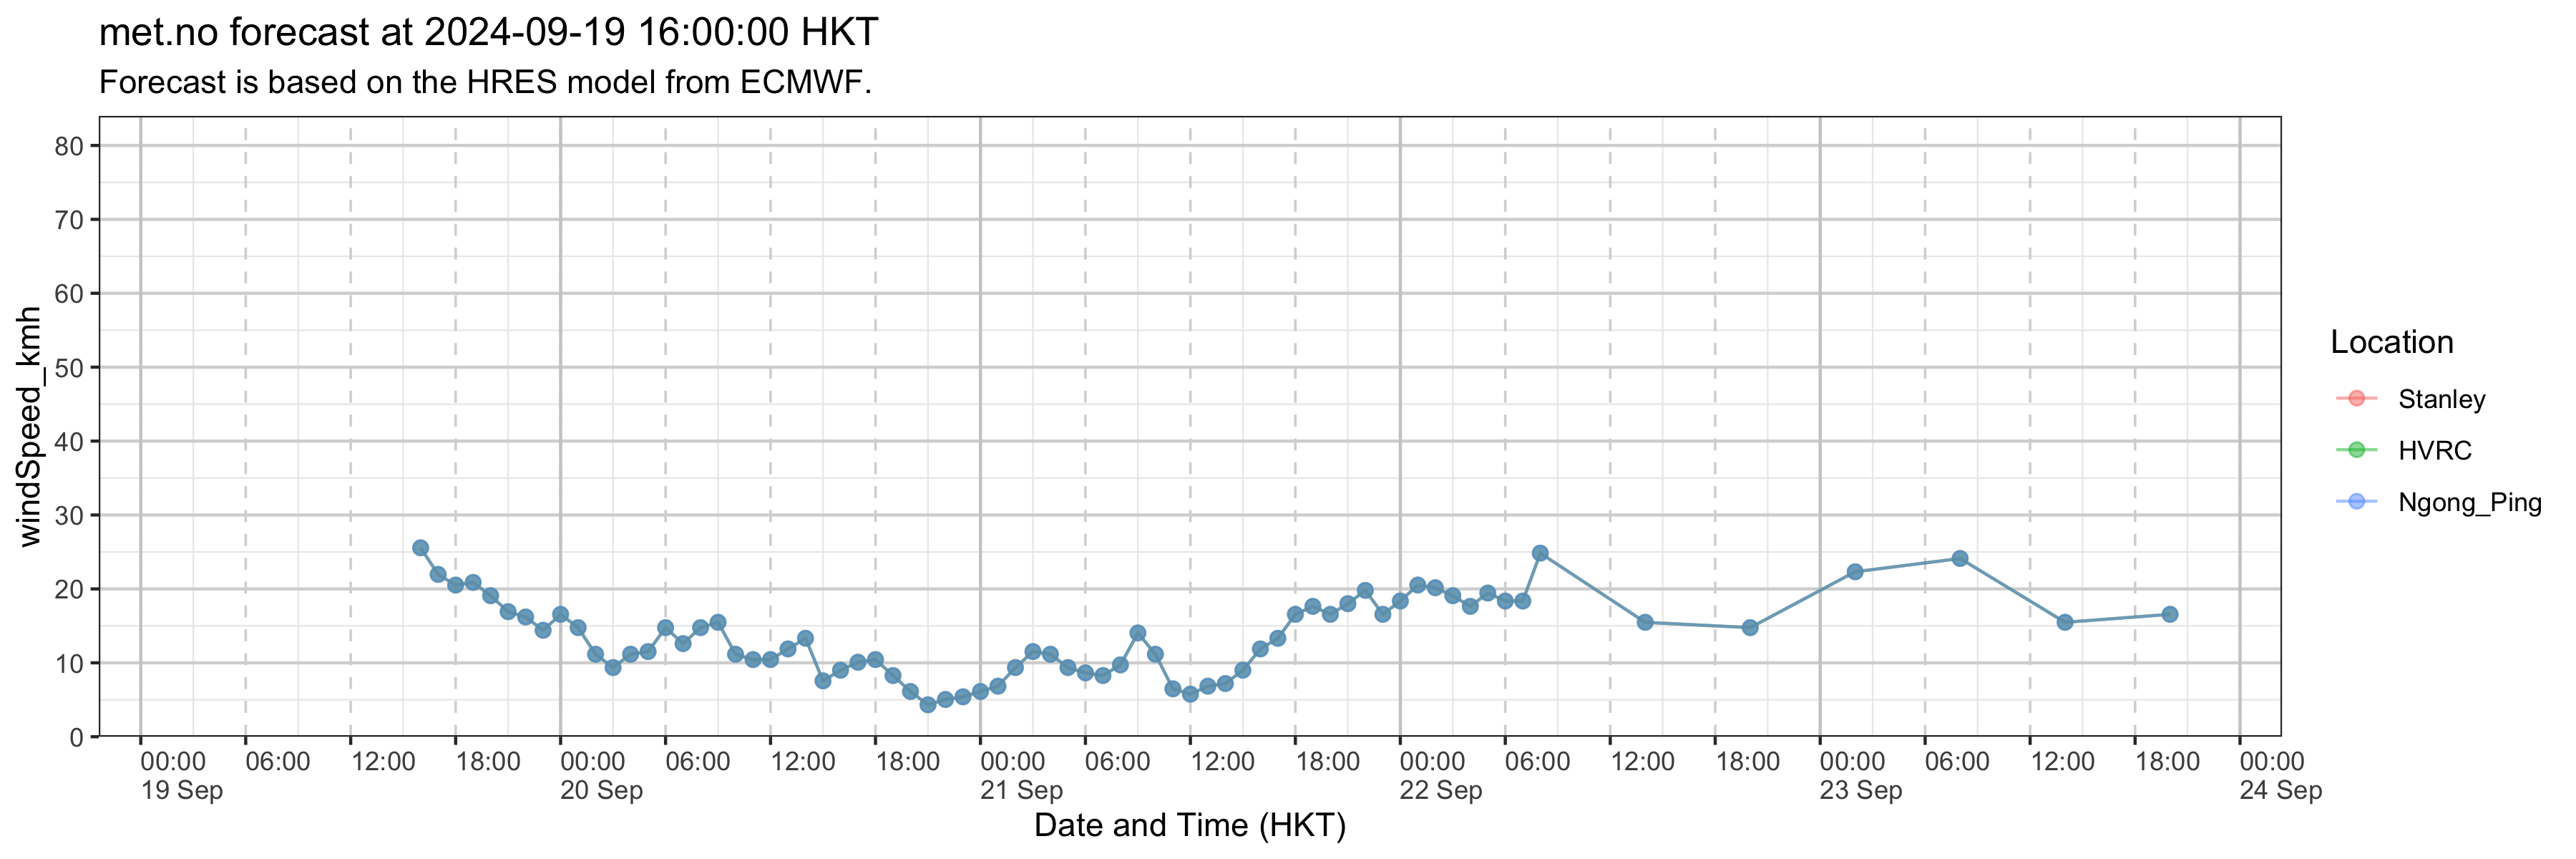 met.no forecast at 2024-09-19 16:00:00 HKT
Forecast is based on the HRES model from ECMWF.
windSpeed_kmh
80
70
60
50
40
30
20
10
0
00:00 06:00 12:00 18:00 00:00 06:00 12:00 18:00 00:00 06:00 12:00 18:00 00:00 06:00 12:00 18:00 00:00 06:00 12:00 18:00 00:00
19 Sep 20 Sep 21 Sep 22 Sep 23 Sep 24 Sep
Date and Time (HKT)
Location
Stanley
HVRC
Ngong_Ping